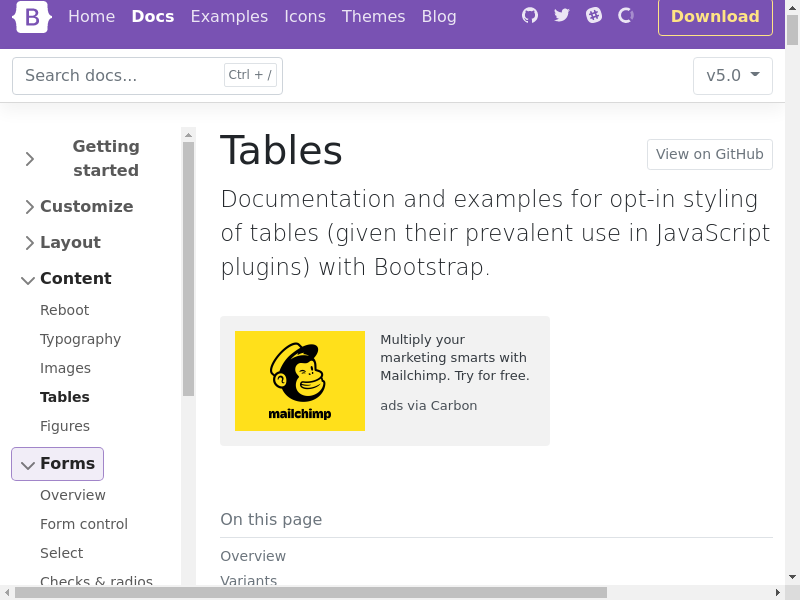 B Home Docs Examples Icons Themes Blog Download
Search docs... Ctrl + / v5.0
Getting started
Customize
Layout
Content
Reboot
Typography
Images
Tables
Figures
Forms
Overview
Form control
Select
Checks & radios
Tables
View on GitHub
Documentation and examples for opt-in styling
of tables (given their prevalent use in JavaScript
plugins) with Bootstrap.
mailchimp
Multiply your
marketing smarts with
Mailchimp. Try for free.
ads via Carbon
On this page
Overview
Variants